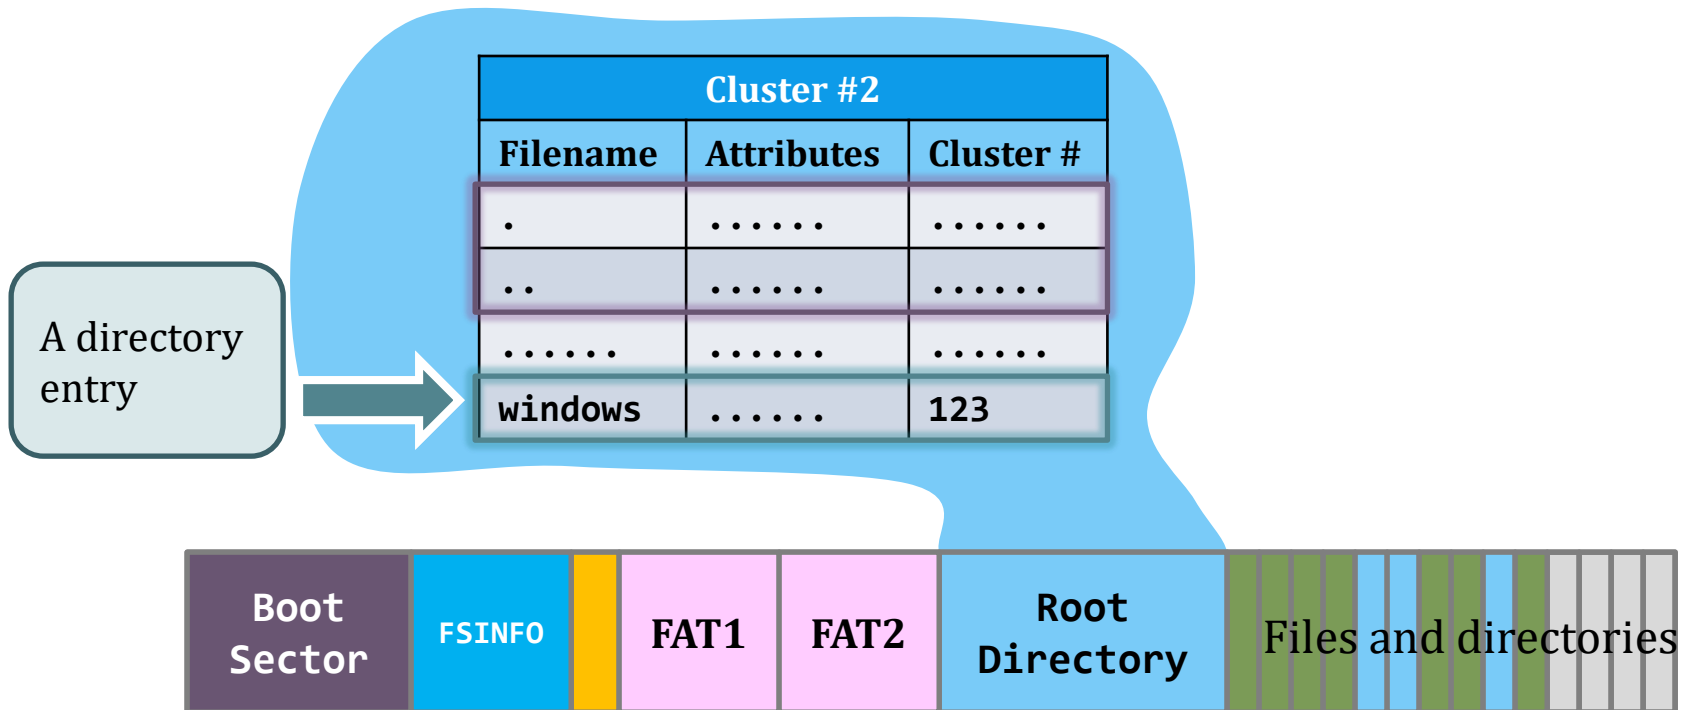 Cluster #2
Filename Attributes Cluster #
. ...... ......
.. ...... ......
...... ...... ......
windows ...... 123
A directory
entry
Boot
Sector
FSINFO
FAT1
FAT2
Root
Directory
Files and directories